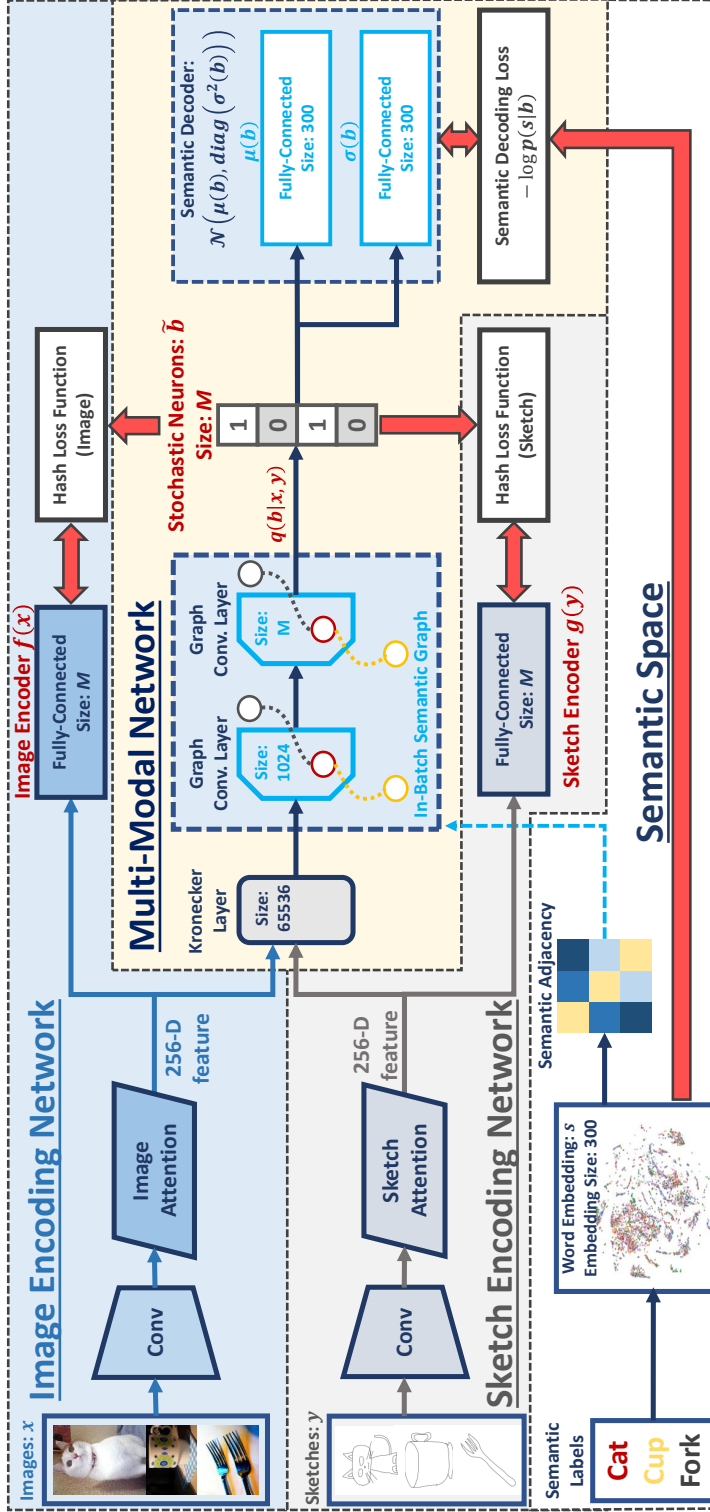 Image Encoding Network
Images: x
Conv
Image
Attention
256-D
feature
Image Encoder f(x)
Fully-Connected
Size: M
Hash Loss Function
(Image)
Multi-Modal Network
Kronecker
Layer
Size:
65536
Graph
Conv. Layer
Size:
1024
Graph
Conv. Layer
Size:
M
In-Batch Semantic Graph
q(b|x, y)
Stochastic Neurons: b̃
Size: M
1
0
1
0
Semantic Decoder:
𝒩(μ(b), diag(σ²(b)))
μ(b)
Fully-Connected
Size: 300
σ(b)
Fully-Connected
Size: 300
Semantic Decoding Loss
− log p(s|b)
Sketches: y
Conv
Sketch
Attention
256-D
feature
Sketch Encoding Network
Fully-Connected
Size: M
Sketch Encoder g(y)
Hash Loss Function
(Sketch)
Semantic
Labels
Cat
Cup
Fork
Word Embedding: s
Embedding Size: 300
Semantic Adjacency
Semantic Space